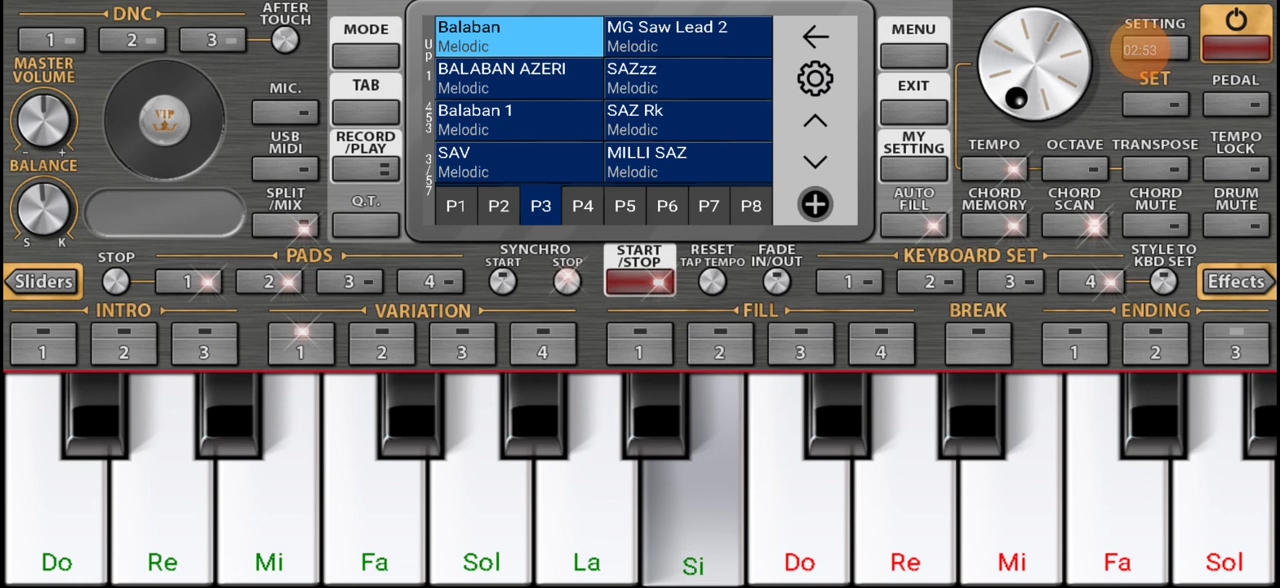 DNC
AFTER
TOUCH
1
2
3
MASTER
VOLUME
- +
BALANCE
S K
VIP
MIC.
USB
MIDI
SPLIT
/MIX
MODE
TAB
RECORD
/PLAY
Q.T.
Up
1
453
3/57
Balaban
Melodic
MG Saw Lead 2
Melodic
BALABAN AZERI
Melodic
SAZzz
Melodic
Balaban 1
Melodic
SAZ Rk
Melodic
SAV
Melodic
MILLI SAZ
Melodic
P1 P2 P3 P4 P5 P6 P7 P8
MENU
EXIT
MY
SETTING
AUTO
FILL
SETTING
02:53
SET
PEDAL
TEMPO
OCTAVE
TRANSPOSE
TEMPO
LOCK
CHORD
MEMORY
CHORD
SCAN
CHORD
MUTE
DRUM
MUTE
Sliders
STOP
PADS
1
2
3
4
SYNCHRO
START
STOP
START
/STOP
RESET
TAP TEMPO
FADE
IN/OUT
KEYBOARD SET
1
2
3
4
STYLE TO
KBD SET
Effects
INTRO
1
2
3
VARIATION
1
2
3
4
FILL
1
2
3
4
BREAK
ENDING
1
2
3
Do Re Mi Fa Sol La Si Do Re Mi Fa Sol